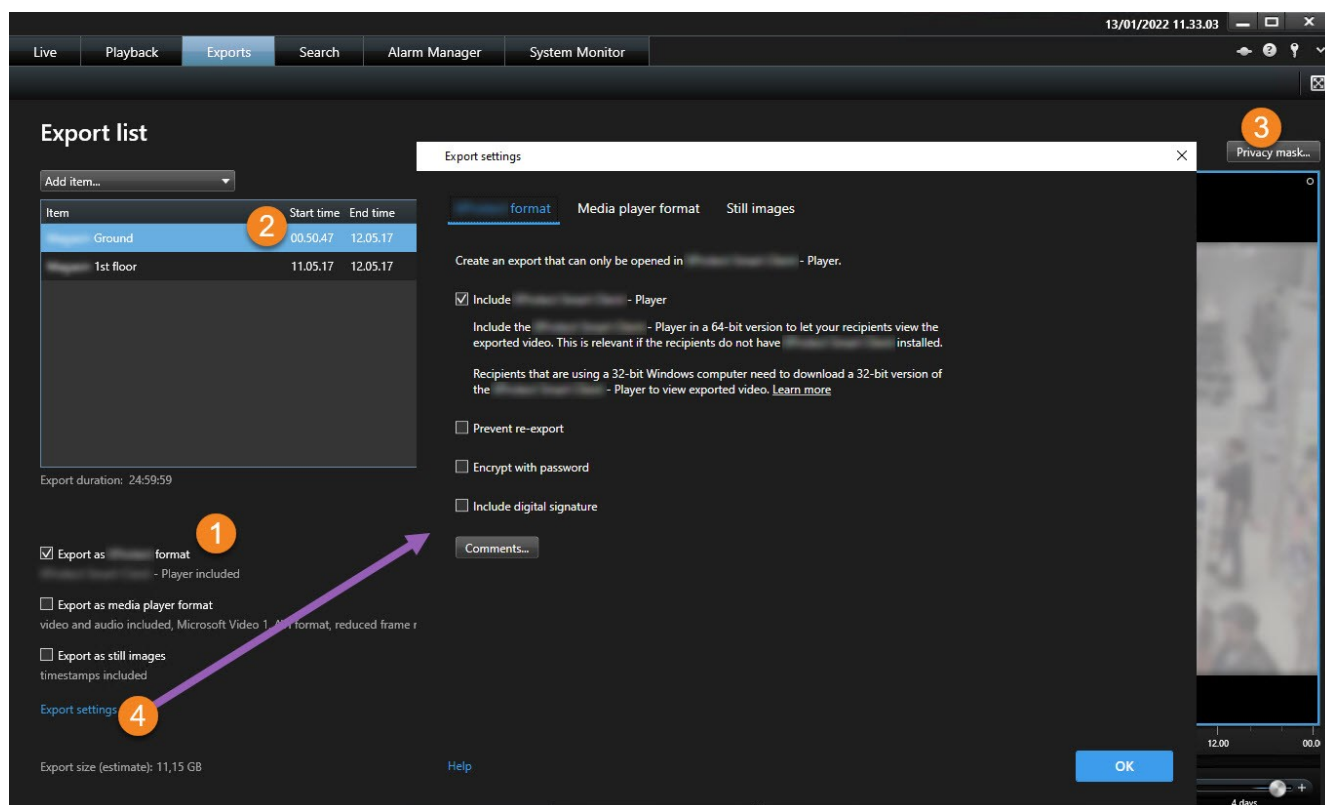 13/01/2022 11.33.03
Live Playback Exports Search Alarm Manager System Monitor
Export list
3
Privacy mask...
Add item...
Item Start time End time
2
Ground 00.50.47 12.05.17
1st floor 11.05.17 12.05.17
Export duration: 24:59:59
1
Export as format
- Player included
Export as media player format
video and audio included, Microsoft Video 1, format, reduced frame
Export as still images
timestamps included
Export settings
4
Export size (estimate): 11,15 GB
Export settings
format Media player format Still images
Create an export that can only be opened in - Player.
Include - Player
Include the - Player in a 64-bit version to let your recipients view the
exported video. This is relevant if the recipients do not have installed.
Recipients that are using a 32-bit Windows computer need to download a 32-bit version of
the - Player to view exported video. Learn more
Prevent re-export
Encrypt with password
Include digital signature
Comments...
Help
OK
12.00 00.0
4 days